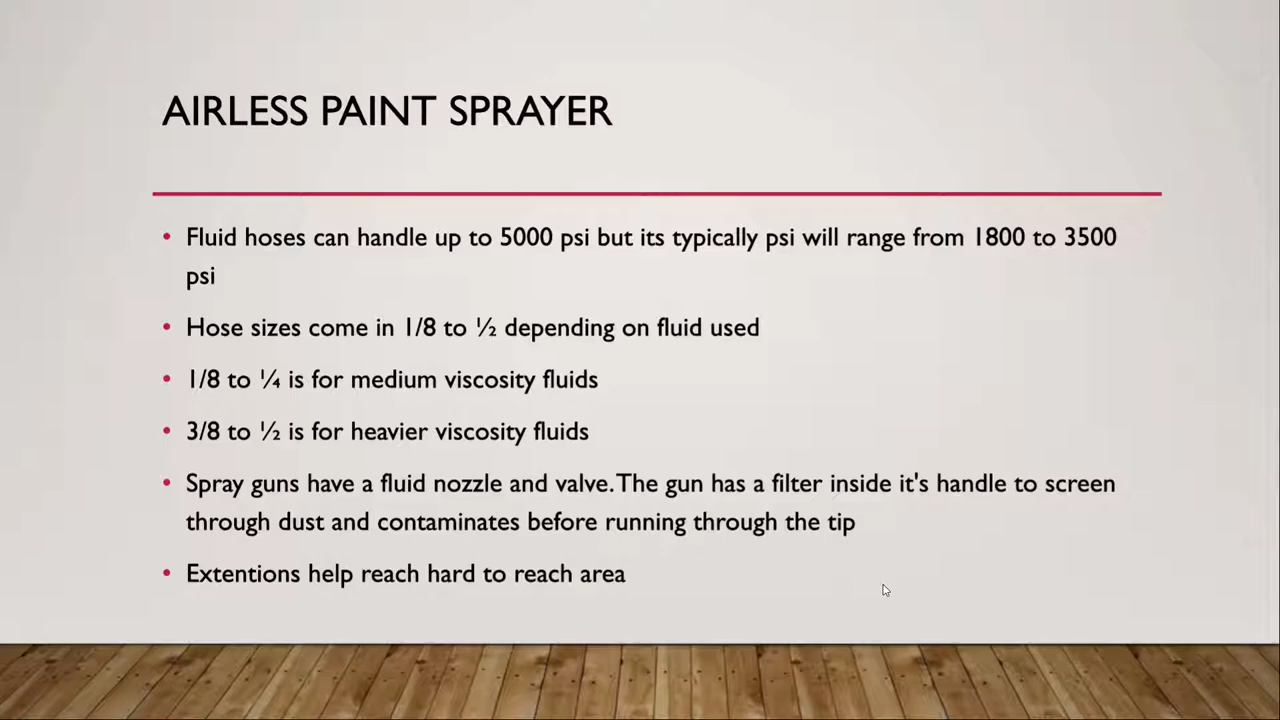 AIRLESS PAINT SPRAYER
• Fluid hoses can handle up to 5000 psi but its typically psi will range from 1800 to 3500
psi
• Hose sizes come in 1/8 to ½ depending on fluid used
• 1/8 to ¼ is for medium viscosity fluids
• 3/8 to ½ is for heavier viscosity fluids
• Spray guns have a fluid nozzle and valve. The gun has a filter inside it's handle to screen
through dust and contaminates before running through the tip
• Extentions help reach hard to reach area